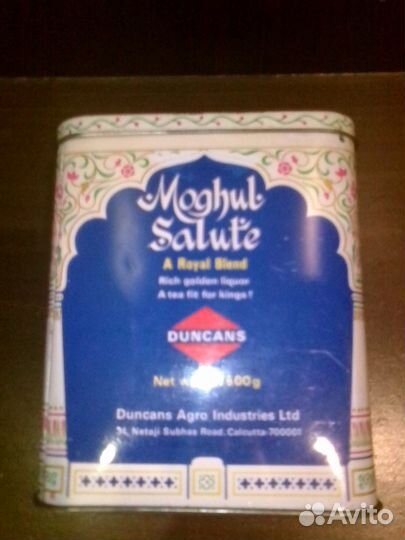 Moghul
Salute
A Royal Blend
Rich golden liquor
A tea fit for kings!
DUNCANS
Net 500g
Duncans Agro Industries Ltd
31, Netaji Subhas Road, Calcutta-700001
Avito